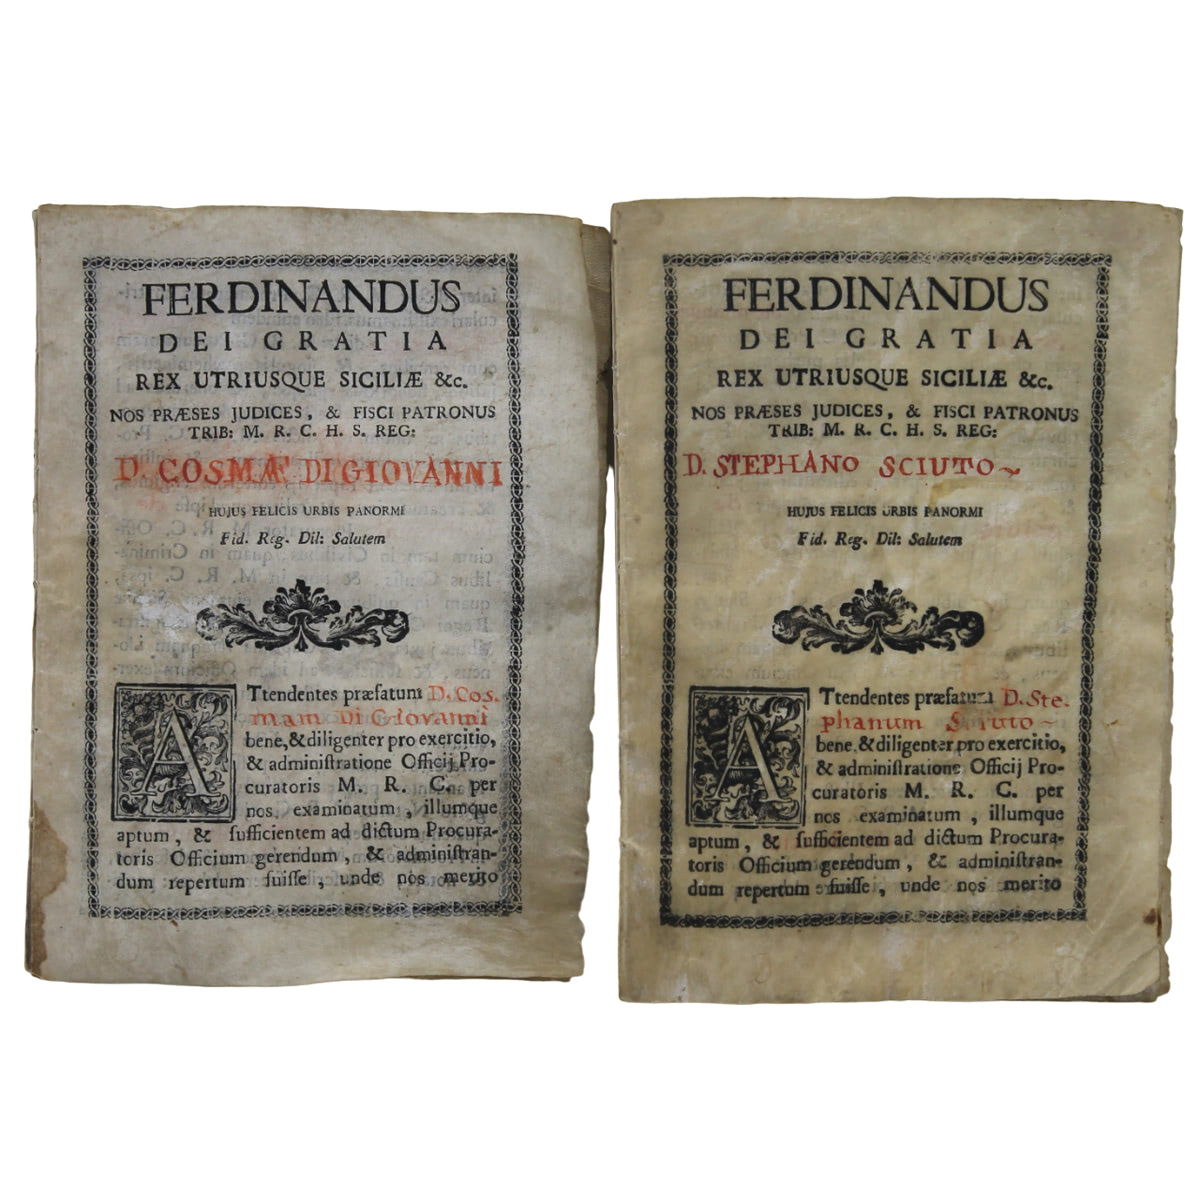 FERDINANDUS
DEI GRATIA
REX UTRIUSQUE SICILIÆ &c.
NOS PRÆSES JUDICES, & FISCI PATRONUS
TRIB: M. R. C. H. S. REG:
D. COSMÆ DI GIOVANNI
HUJUS FELICIS URBIS PANORMI
Fid. Reg. Dil: Salutem
ATtendentes præfatum D. Cos-
mam Di Giovanni
bene, & diligenter pro exercitio,
& adminiſtratione Officij Pro-
curatoris M. R. C. per
nos examinatum, illumque
aptum, & ſufficientem ad dictum Procura-
toris Officium gerendum, & adminiſtran-
dum repertum fuiſſe, unde nos merito
FERDINANDUS
DEI GRATIA
REX UTRIUSQUE SICILIÆ &c.
NOS PRÆSES JUDICES, & FISCI PATRONUS
TRIB: M. R. C. H. S. REG:
D. STEPHANO SCIUTO
HUJUS FELICIS URBIS PANORMI
Fid. Reg. Dil: Salutem
ATtendentes præfatum D. Ste-
phanum Sciuto
bene, & diligenter pro exercitio,
& adminiſtratione Officij Pro-
curatoris M. R. C. per
nos examinatum, illumque
aptum, & ſufficientem ad dictum Procura-
toris Officium gerendum, & adminiſtran-
dum repertum fuiſſe, unde nos merito